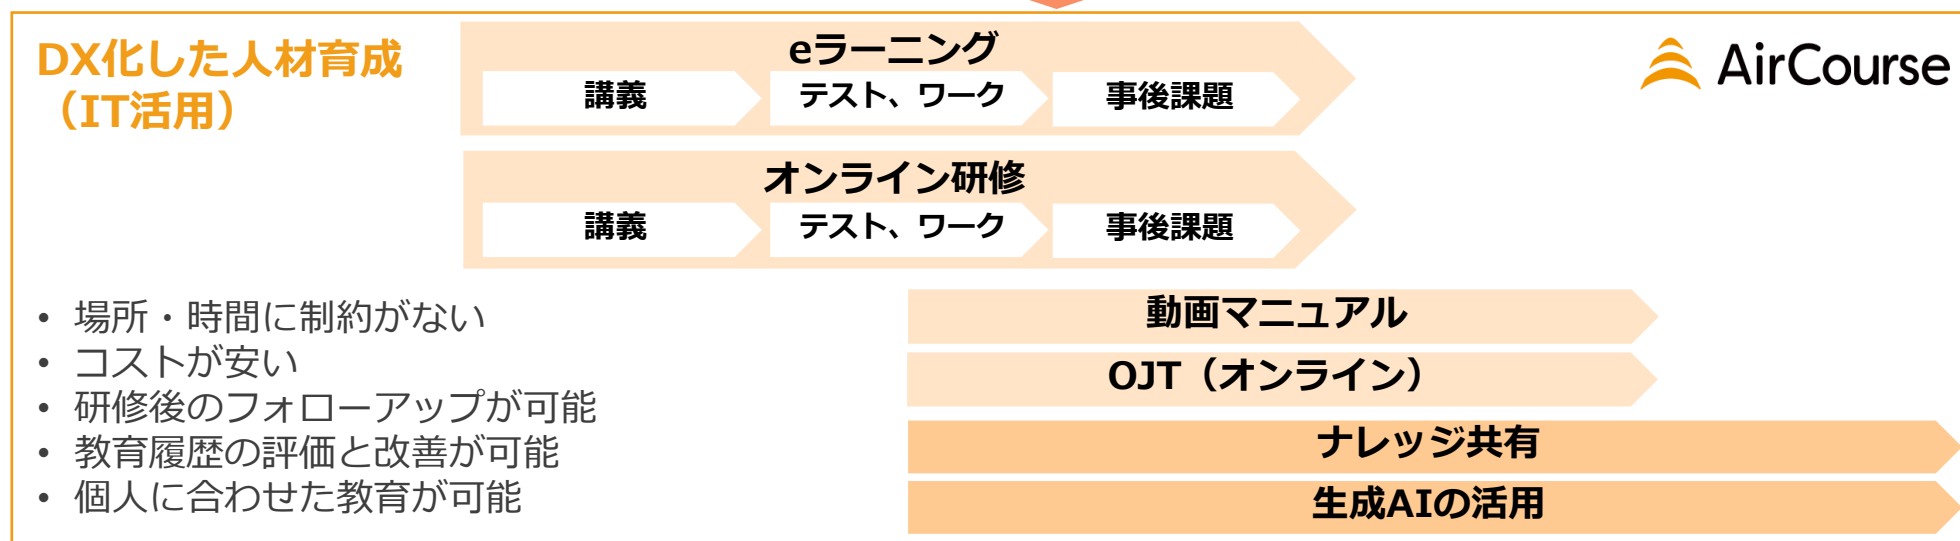 DX化した人材育成
（IT活用）
eラーニング
講義
テスト、ワーク
事後課題
AirCourse
オンライン研修
講義
テスト、ワーク
事後課題
• 場所・時間に制約がない
• コストが安い
• 研修後のフォローアップが可能
• 教育履歴の評価と改善が可能
• 個人に合わせた教育が可能
動画マニュアル
OJT（オンライン）
ナレッジ共有
生成AIの活用